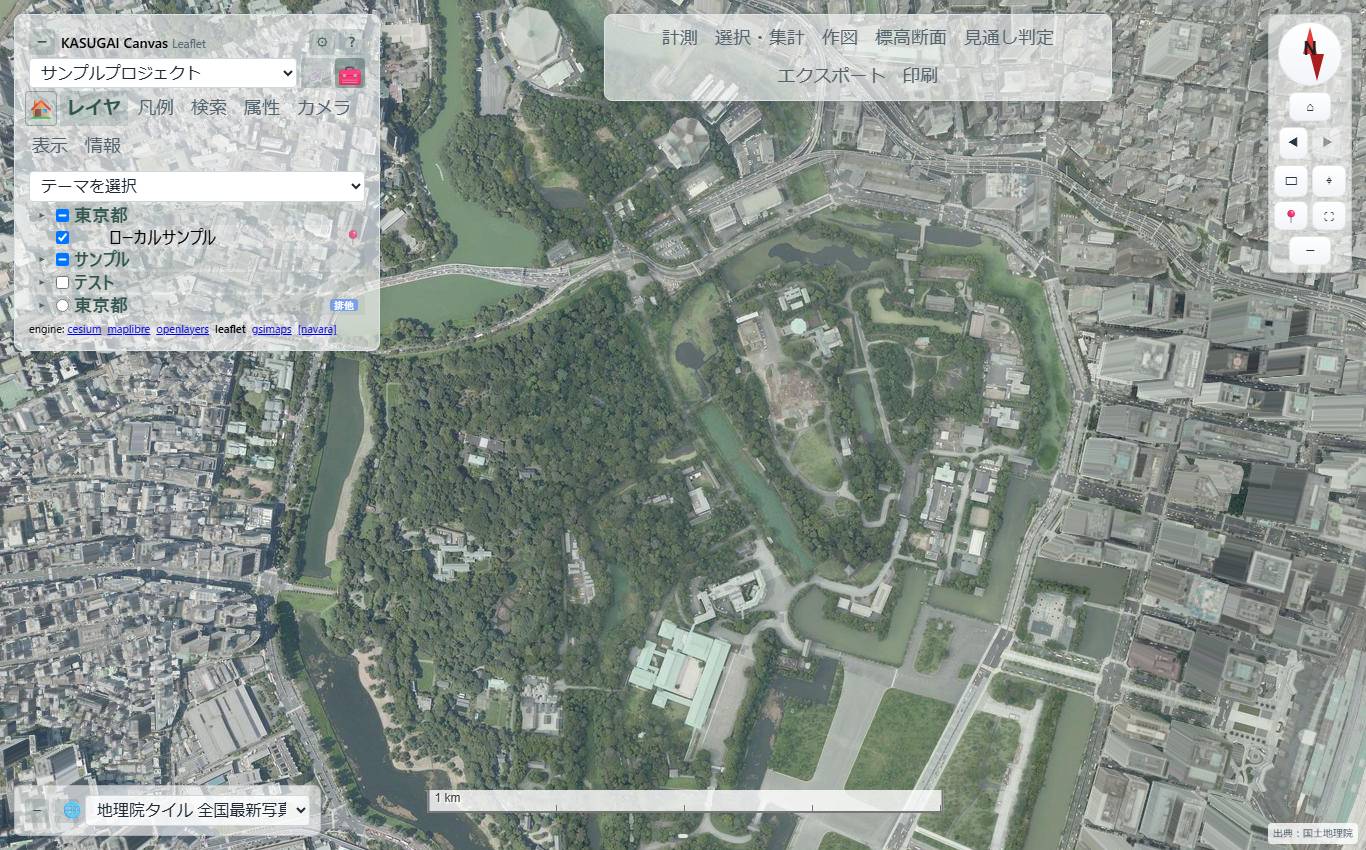 KASUGAI Canvas Leaflet
?
サンプルプロジェクト
レイヤ 凡例 検索 属性 カメラ
表示 情報
テーマを選択
東京都
ローカルサンプル
サンプル
テスト
東京都 排他
engine: cesium maplibre openlayers leaflet gsimaps [navara]
計測 選択・集計 作図 標高断面 見通し判定
エクスポート 印刷
N
地理院タイル 全国最新写真
1 km
出典：国土地理院